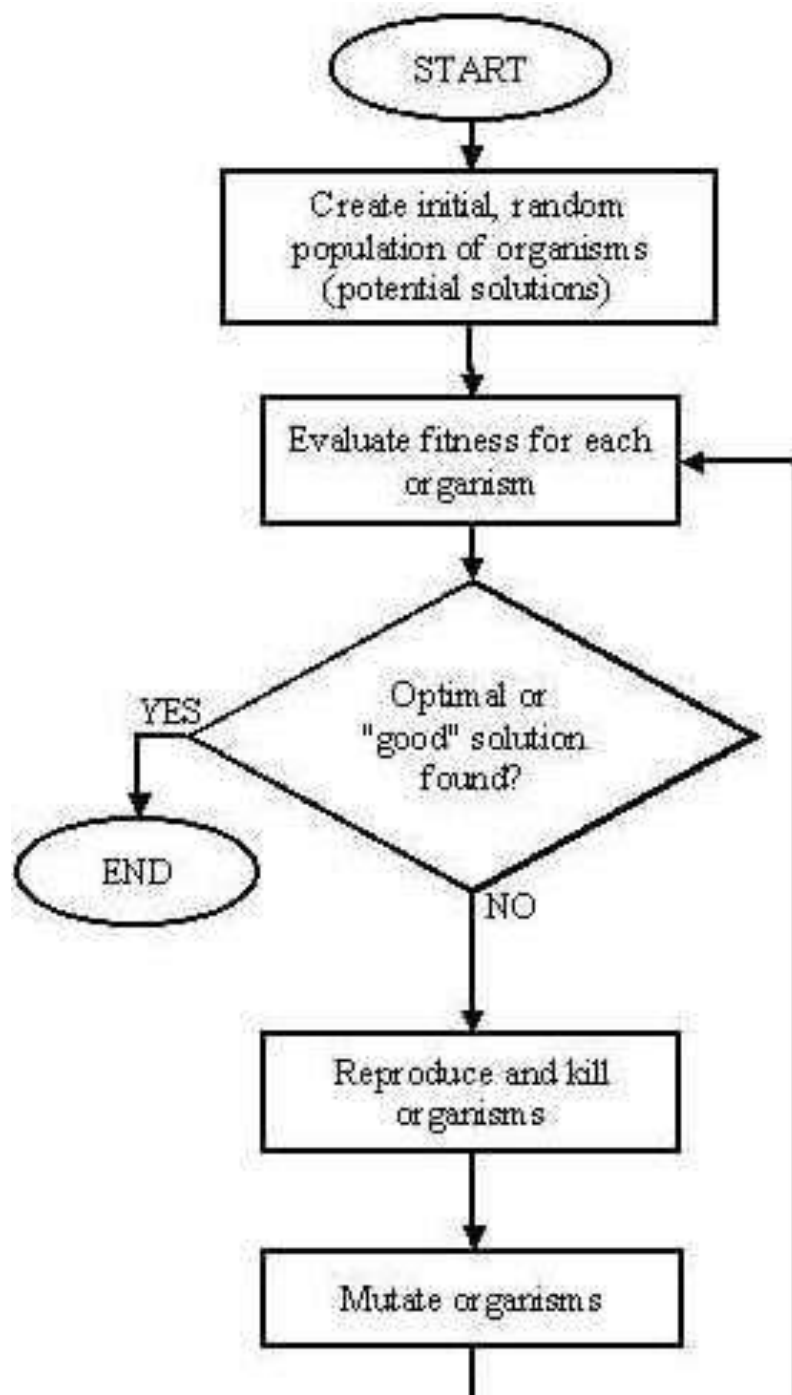 START
Create initial, random
population of organisms
(potential solutions)
Evaluate fitness for each
organism
Optimal or
"good" solution
found?
YES
END
NO
Reproduce and kill
organisms
Mutate organisms